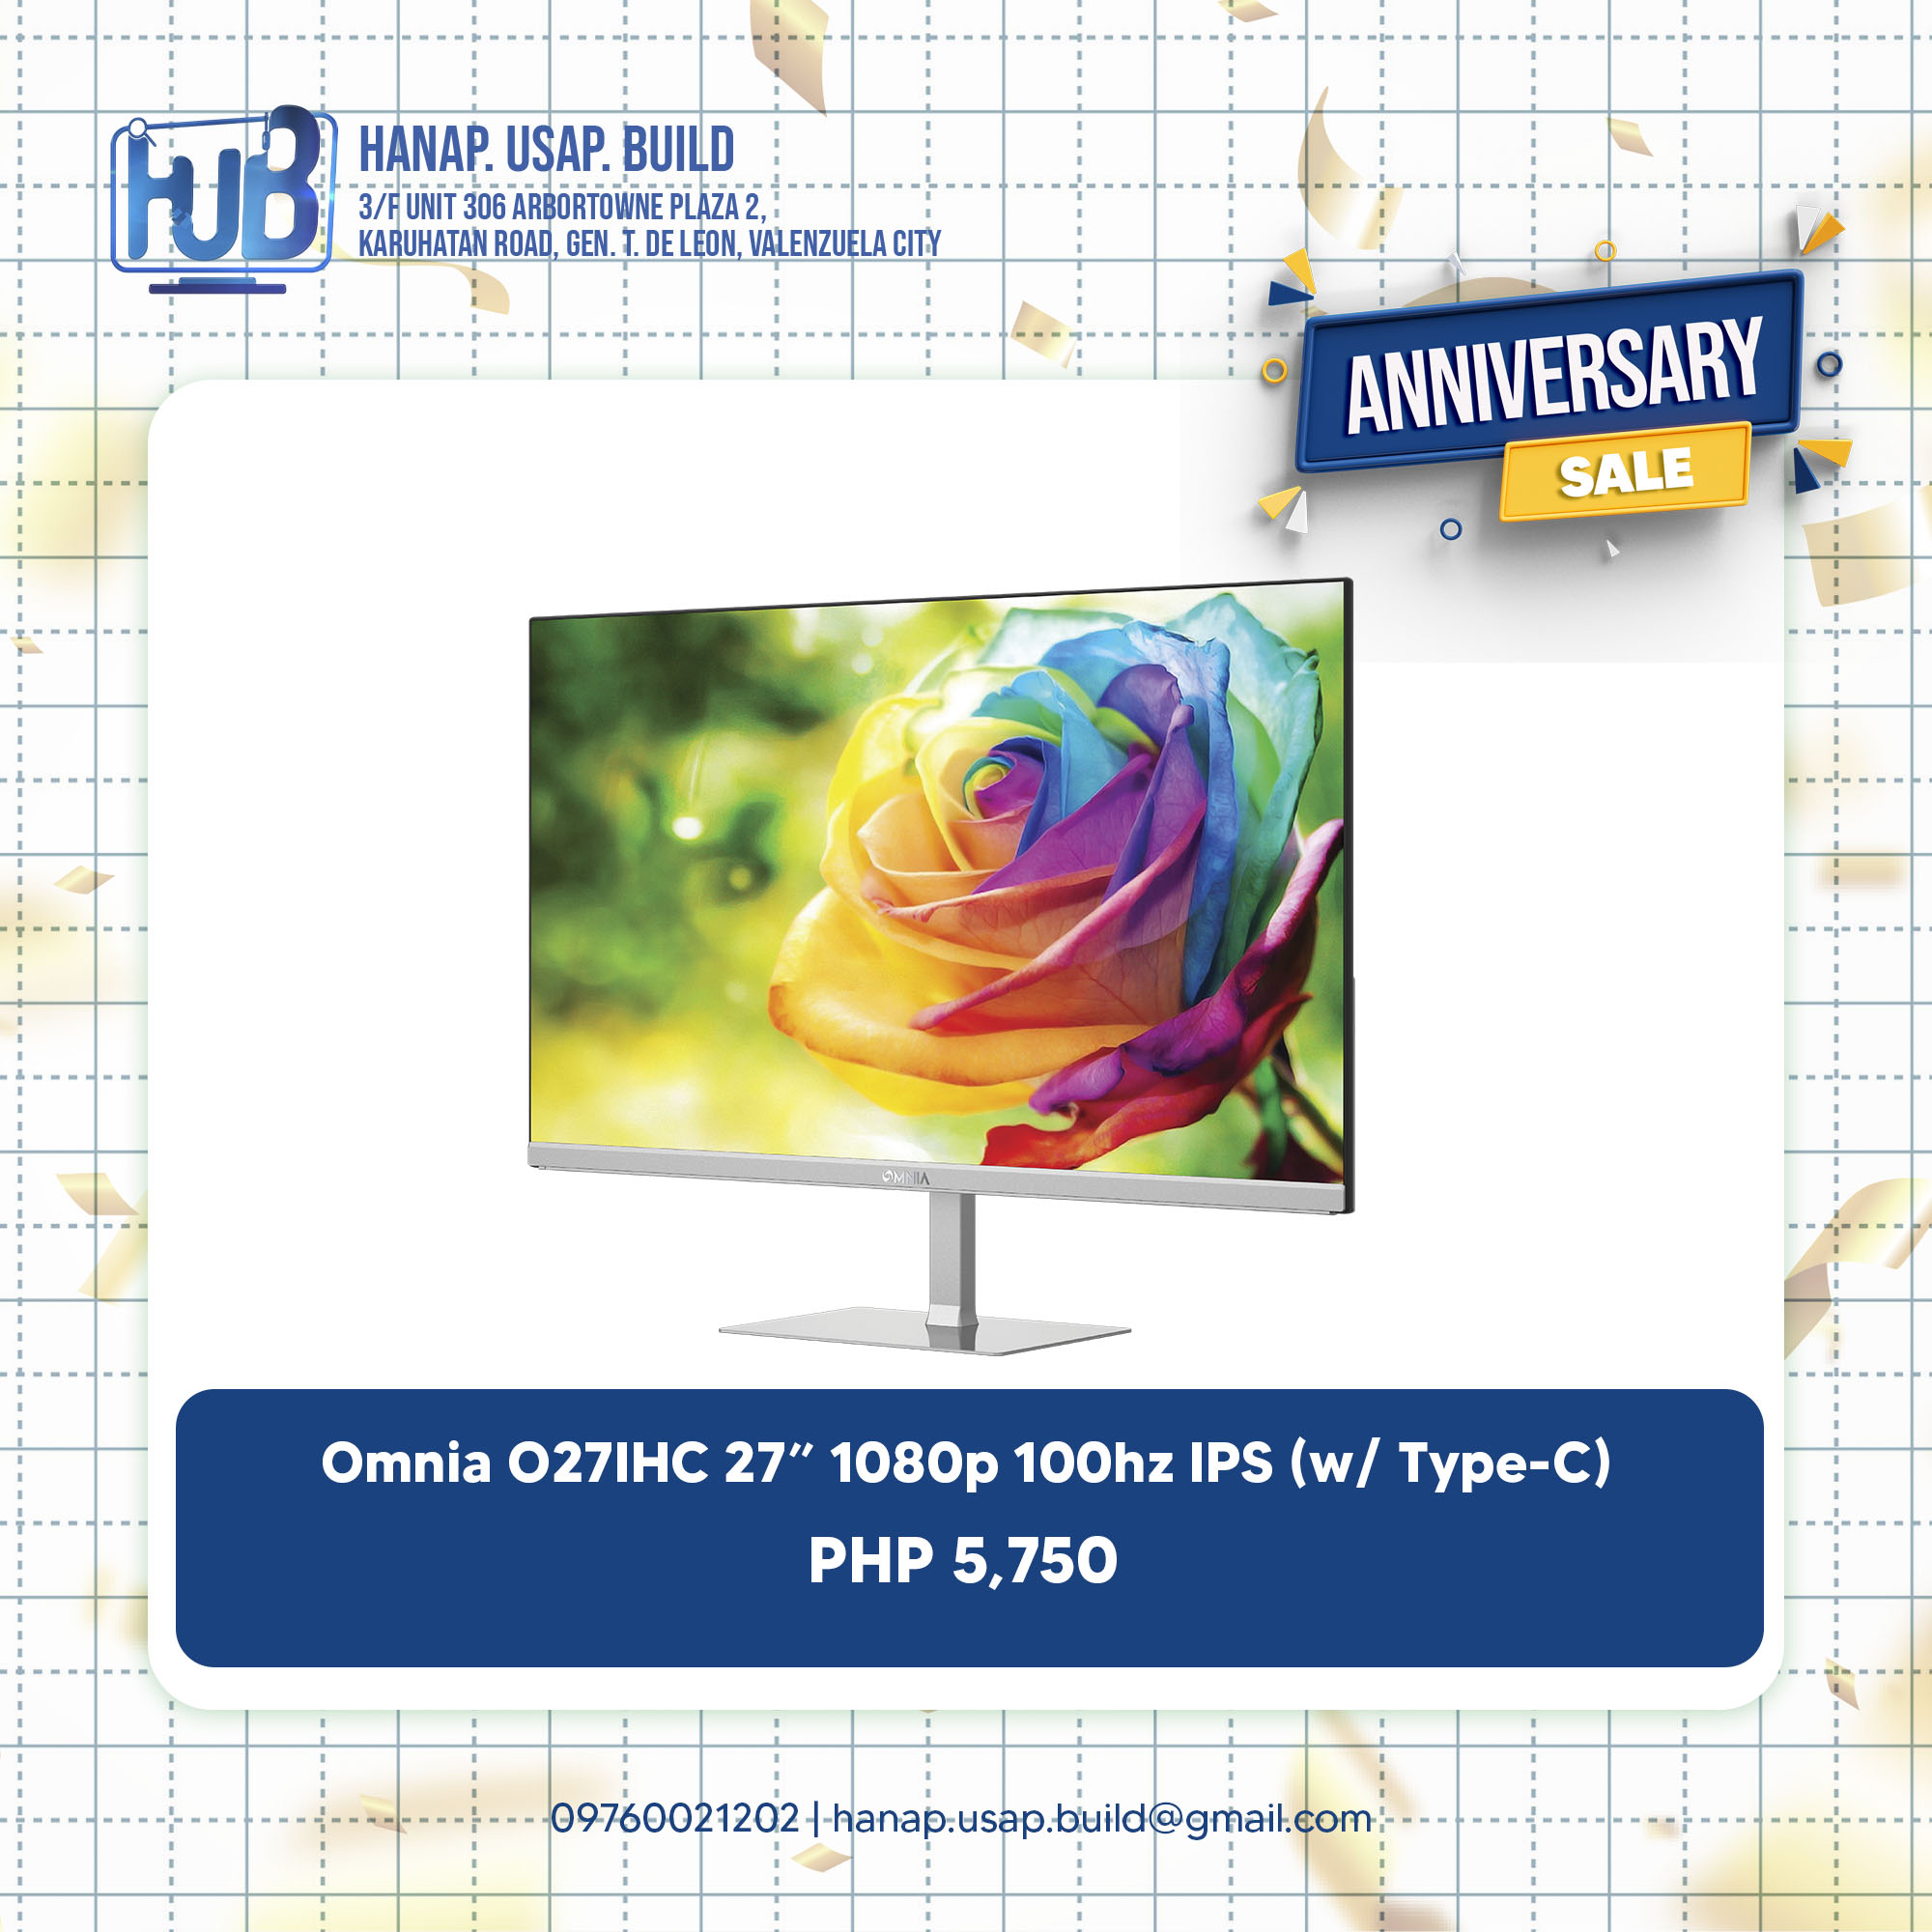 HUB
HANAP. USAP. BUILD
3/F UNIT 306 ARBORTOWNE PLAZA 2,
KARUHATAN ROAD, GEN. T. DE LEON, VALENZUELA CITY
ANNIVERSARY
SALE
OMNIA
Omnia O27IHC 27″ 1080p 100hz IPS (w/ Type-C)
PHP 5,750
09760021202 | hanap.usap.build@gmail.com